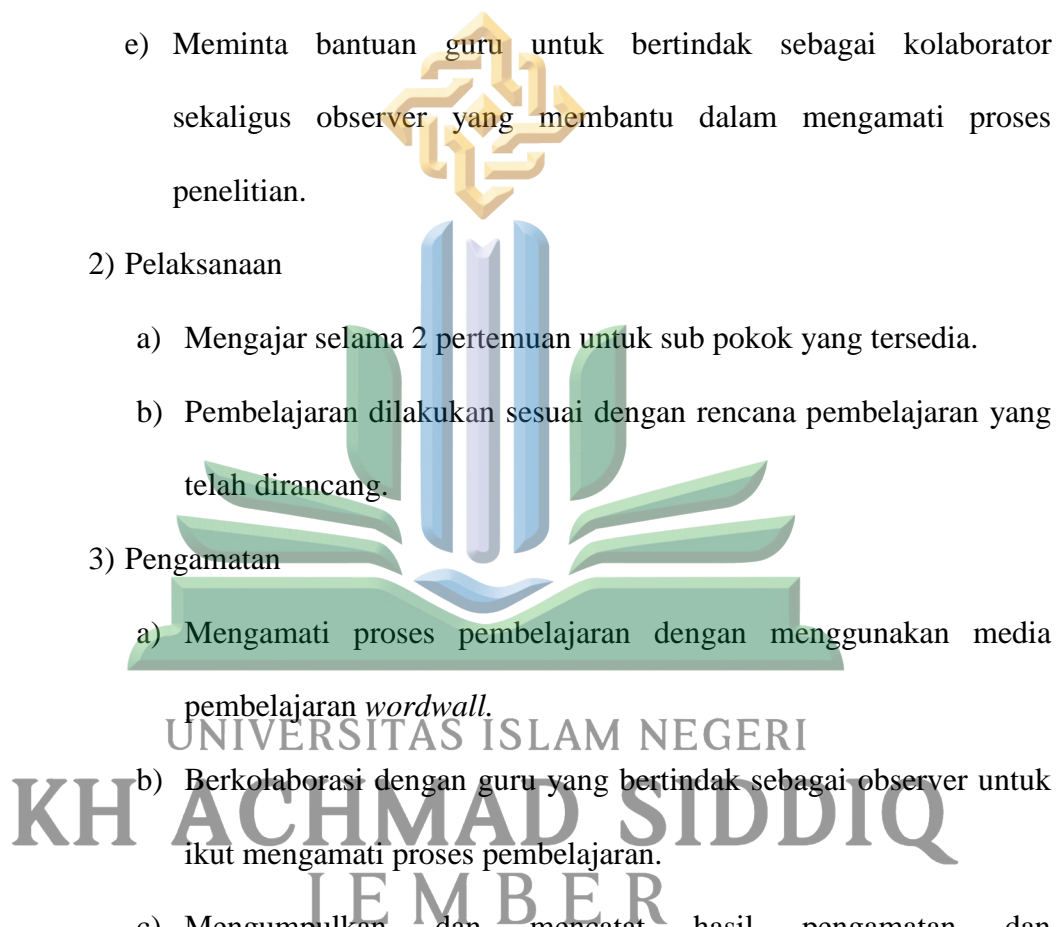 e) Meminta bantuan guru untuk bertindak sebagai kolaborator
sekaligus observer yang membantu dalam mengamati proses
penelitian.
2) Pelaksanaan
a) Mengajar selama 2 pertemuan untuk sub pokok yang tersedia.
b) Pembelajaran dilakukan sesuai dengan rencana pembelajaran yang
telah dirancang.
3) Pengamatan
a) Mengamati proses pembelajaran dengan menggunakan media
pembelajaran wordwall.
UNIVERSITAS ISLAM NEGERI
b) Berkolaborasi dengan guru yang bertindak sebagai observer untuk
KH ACHMAD SIDDIQ
ikut mengamati proses pembelajaran.
JEMBER
c) Mengumpulkan dan mencatat hasil pengamatan dan